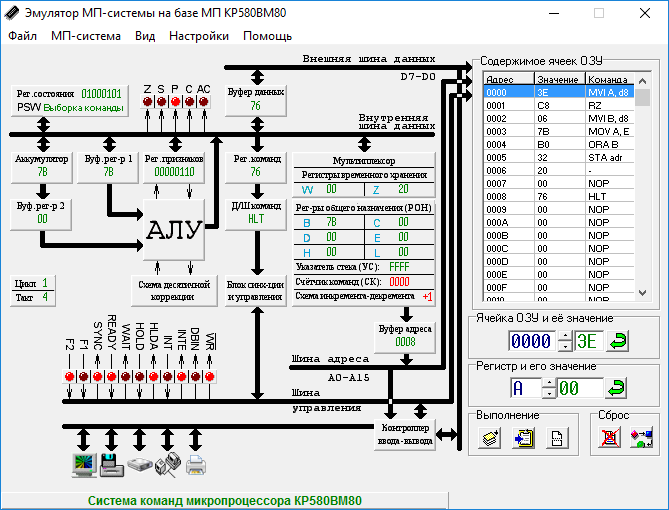 Эмулятор МП-системы на базе МП КР580ВМ80
Файл МП-система Вид Настройки Помощь
Внешняя шина данных
D7-D0
Рег.состояния 01000101
PSW Выборка команды
Z S P C AC
Буфер данных
76
Внутренняя
шина данных
Аккумулятор
7B
Буф.рег-р 1
7B
Рег.признаков
00000110
Рег.команд
76
Мультиплексор
Регистры временного хранения
W 00 Z 20
Буф.рег-р 2
00
АЛУ
Д/Ш команд
HLT
Рег-ры общего назначения (РОН)
B 7B C 00
D 00 E 00
H 00 L 00
Указатель стека (УС): FFFF
Счётчик команд (СК): 0000
Схема инкремента-декремента +1
Цикл 1
Такт 4
Схема десятичной
коррекции
Блок синх-ции
и управления
Буфер адреса
0008
F2 F1 SYNC READY WAIT HOLD HLDA INT INTE DBIN WR
Шина адреса
A0-A15
Шина
управления
Контроллер
ввода-вывода
Содержимое ячеек ОЗУ
Адрес Значение Команда
0000 3E MVI A, d8
0001 C8 RZ
0002 06 MVI B, d8
0003 7B MOV A, E
0004 B0 ORA B
0005 32 STA adr
0006 20 -
0007 00 NOP
0008 76 HLT
0009 00 NOP
000A 00 NOP
000B 00 NOP
000C 00 NOP
000D 00 NOP
000E 00 NOP
000F 00 NOP
0010 00 NOP
Ячейка ОЗУ и её значение
0000 3E
Регистр и его значение
A 00
Выполнение
Сброс
Система команд микропроцессора КР580ВМ80